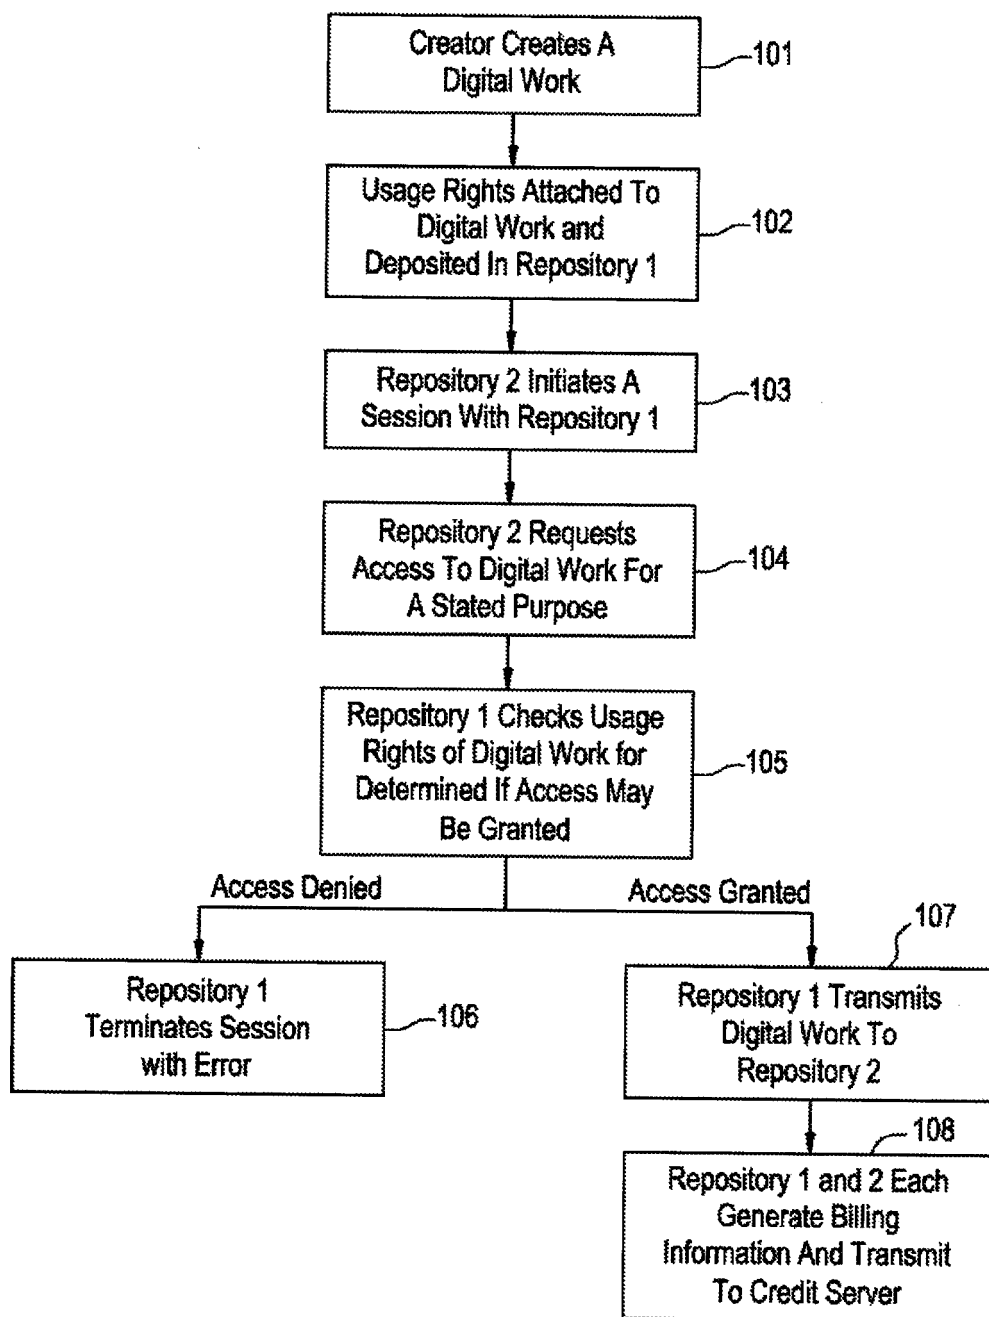 Creator Creates A
Digital Work
101
Usage Rights Attached To
Digital Work and
Deposited In Repository 1
102
Repository 2 Initiates A
Session With Repository 1
103
Repository 2 Requests
Access To Digital Work For
A Stated Purpose
104
Repository 1 Checks Usage
Rights of Digital Work for
Determined If Access May
Be Granted
105
Access Denied
Access Granted
Repository 1
Terminates Session
with Error
106
107
Repository 1 Transmits
Digital Work To
Repository 2
108
Repository 1 and 2 Each
Generate Billing
Information And Transmit
To Credit Server